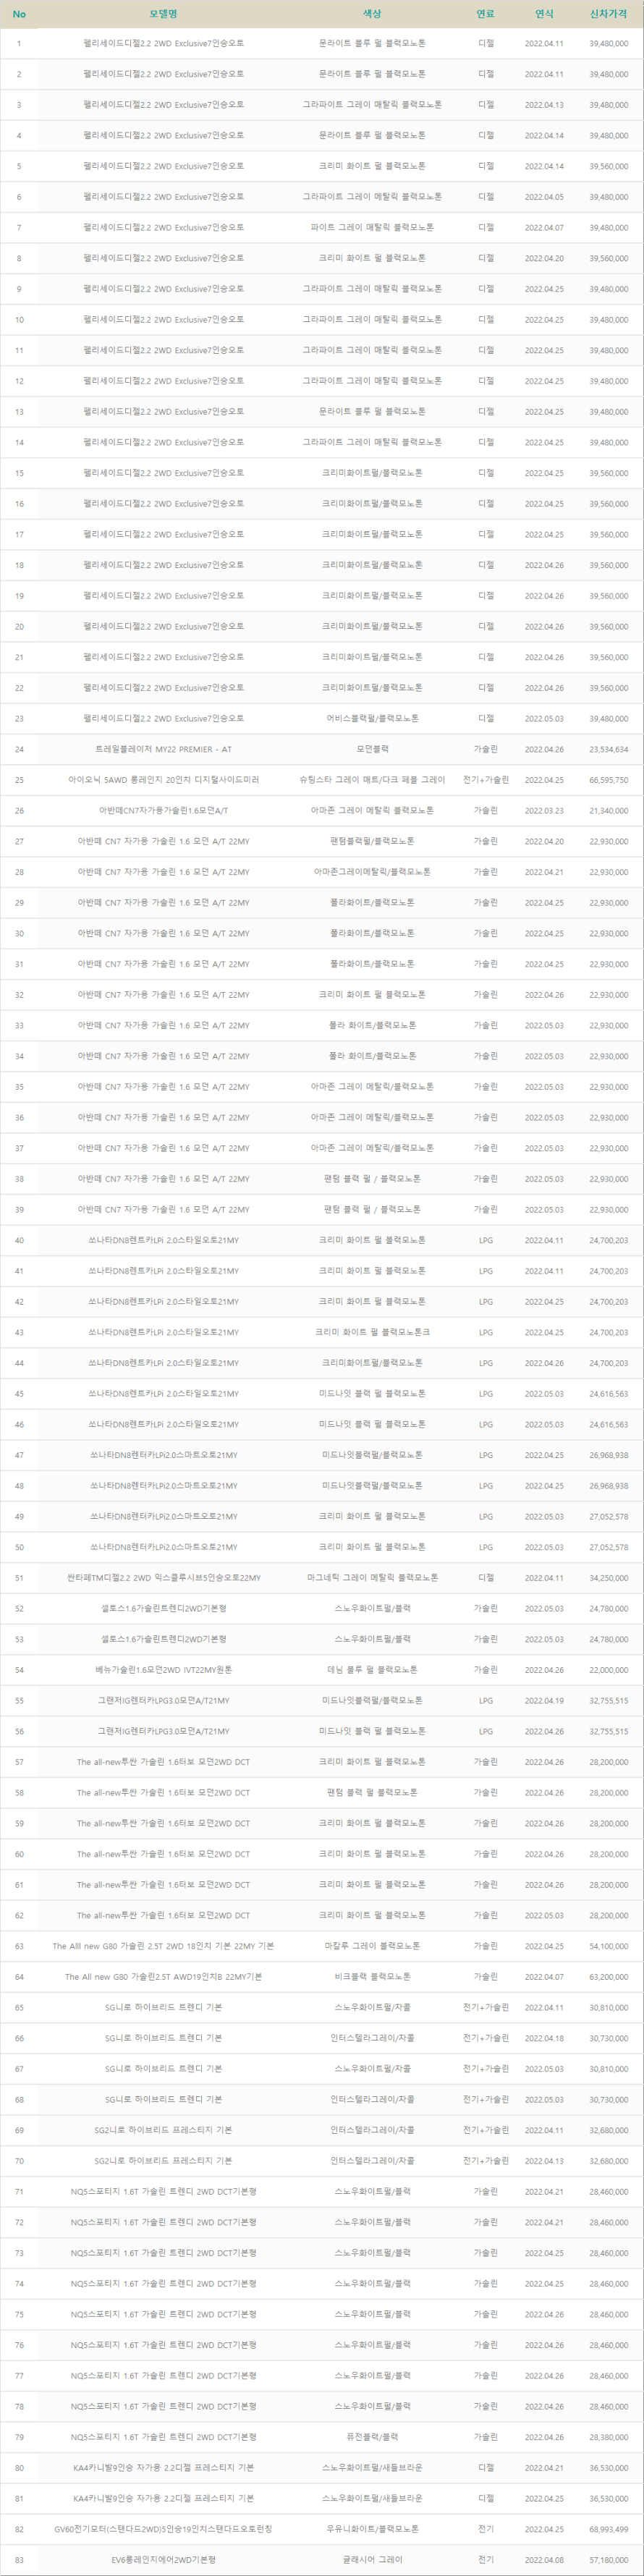 No 모델명 색상 연료 연식 신차가격
1 펠리세이드디젤2.2 2WD Exclusive7인승오토 문라이트 블루 펄 블랙모노톤 디젤 2022.04.11 39,480,000
2 펠리세이드디젤2.2 2WD Exclusive7인승오토 문라이트 블루 펄 블랙모노톤 디젤 2022.04.11 39,480,000
3 펠리세이드디젤2.2 2WD Exclusive7인승오토 그라파이트 그레이 매탈릭 블랙모노톤 디젤 2022.04.13 39,480,000
4 펠리세이드디젤2.2 2WD Exclusive7인승오토 문라이트 블루 펄 블랙모노톤 디젤 2022.04.14 39,480,000
5 펠리세이드디젤2.2 2WD Exclusive7인승오토 크리미 화이트 펄 블랙모노톤 디젤 2022.04.14 39,560,000
6 펠리세이드디젤2.2 2WD Exclusive7인승오토 그라파이트 그레이 매탈릭 블랙모노톤 디젤 2022.04.05 39,480,000
7 펠리세이드디젤2.2 2WD Exclusive7인승오토 파이트 그레이 매탈릭 블랙모노톤 디젤 2022.04.07 39,480,000
8 펠리세이드디젤2.2 2WD Exclusive7인승오토 크리미 화이트 펄 블랙모노톤 디젤 2022.04.20 39,560,000
9 펠리세이드디젤2.2 2WD Exclusive7인승오토 그라파이트 그레이 매탈릭 블랙모노톤 디젤 2022.04.25 39,480,000
10 펠리세이드디젤2.2 2WD Exclusive7인승오토 그라파이트 그레이 매탈릭 블랙모노톤 디젤 2022.04.25 39,480,000
11 펠리세이드디젤2.2 2WD Exclusive7인승오토 그라파이트 그레이 매탈릭 블랙모노톤 디젤 2022.04.25 39,480,000
12 펠리세이드디젤2.2 2WD Exclusive7인승오토 그라파이트 그레이 매탈릭 블랙모노톤 디젤 2022.04.25 39,480,000
13 펠리세이드디젤2.2 2WD Exclusive7인승오토 문라이트 블루 펄 블랙모노톤 디젤 2022.04.25 39,480,000
14 펠리세이드디젤2.2 2WD Exclusive7인승오토 그라파이트 그레이 매탈릭 블랙모노톤 디젤 2022.04.25 39,480,000
15 펠리세이드디젤2.2 2WD Exclusive7인승오토 크리미화이트펄/블랙모노톤 디젤 2022.04.25 39,560,000
16 펠리세이드디젤2.2 2WD Exclusive7인승오토 크리미화이트펄/블랙모노톤 디젤 2022.04.25 39,560,000
17 펠리세이드디젤2.2 2WD Exclusive7인승오토 크리미화이트펄/블랙모노톤 디젤 2022.04.25 39,560,000
18 펠리세이드디젤2.2 2WD Exclusive7인승오토 크리미화이트펄/블랙모노톤 디젤 2022.04.26 39,560,000
19 펠리세이드디젤2.2 2WD Exclusive7인승오토 크리미화이트펄/블랙모노톤 디젤 2022.04.26 39,560,000
20 펠리세이드디젤2.2 2WD Exclusive7인승오토 크리미화이트펄/블랙모노톤 디젤 2022.04.26 39,560,000
21 펠리세이드디젤2.2 2WD Exclusive7인승오토 크리미화이트펄/블랙모노톤 디젤 2022.04.26 39,560,000
22 펠리세이드디젤2.2 2WD Exclusive7인승오토 크리미화이트펄/블랙모노톤 디젤 2022.04.26 39,560,000
23 펠리세이드디젤2.2 2WD Exclusive7인승오토 어비스블랙펄/블랙모노톤 디젤 2022.05.03 39,480,000
24 트레일블레이저 MY22 PREMIER - AT 모던블랙 가솔린 2022.04.26 23,534,634
25 아이오닉 5AWD 롱레인지 20인치 디지털사이드미러 슈팅스타 그레이 매트/다크 페블 그레이 전기+가솔린 2022.04.25 66,595,750
26 아반떼CN7자가용가솔린1.6모던A/T 아마존 그레이 메탈릭 블랙모노톤 가솔린 2022.03.23 21,340,000
27 아반떼 CN7 자가용 가솔린 1.6 모던 A/T 22MY 팬텀블랙펄/블랙모노톤 가솔린 2022.04.20 22,930,000
28 아반떼 CN7 자가용 가솔린 1.6 모던 A/T 22MY 아마존그레이메탈릭/블랙모노톤 가솔린 2022.04.21 22,930,000
29 아반떼 CN7 자가용 가솔린 1.6 모던 A/T 22MY 폴라화이트/블랙모노톤 가솔린 2022.04.25 22,930,000
30 아반떼 CN7 자가용 가솔린 1.6 모던 A/T 22MY 폴라화이트/블랙모노톤 가솔린 2022.04.25 22,930,000
31 아반떼 CN7 자가용 가솔린 1.6 모던 A/T 22MY 폴라화이트/블랙모노톤 가솔린 2022.04.25 22,930,000
32 아반떼 CN7 자가용 가솔린 1.6 모던 A/T 22MY 크리미 화이트 펄 블랙모노톤 가솔린 2022.04.26 22,930,000
33 아반떼 CN7 자가용 가솔린 1.6 모던 A/T 22MY 폴라 화이트/블랙모노톤 가솔린 2022.05.03 22,930,000
34 아반떼 CN7 자가용 가솔린 1.6 모던 A/T 22MY 폴라 화이트/블랙모노톤 가솔린 2022.05.03 22,930,000
35 아반떼 CN7 자가용 가솔린 1.6 모던 A/T 22MY 아마존 그레이 메탈릭/블랙모노톤 가솔린 2022.05.03 22,930,000
36 아반떼 CN7 자가용 가솔린 1.6 모던 A/T 22MY 아마존 그레이 메탈릭/블랙모노톤 가솔린 2022.05.03 22,930,000
37 아반떼 CN7 자가용 가솔린 1.6 모던 A/T 22MY 아마존 그레이 메탈릭/블랙모노톤 가솔린 2022.05.03 22,930,000
38 아반떼 CN7 자가용 가솔린 1.6 모던 A/T 22MY 팬텀 블랙 펄 / 블랙모노톤 가솔린 2022.05.03 22,930,000
39 아반떼 CN7 자가용 가솔린 1.6 모던 A/T 22MY 팬텀 블랙 펄 / 블랙모노톤 가솔린 2022.05.03 22,930,000
40 쏘나타DN8렌트카LPi 2.0스타일오토21MY 크리미 화이트 펄 블랙모노톤 LPG 2022.04.11 24,700,203
41 쏘나타DN8렌트카LPi 2.0스타일오토21MY 크리미 화이트 펄 블랙모노톤 LPG 2022.04.11 24,700,203
42 쏘나타DN8렌트카LPi 2.0스타일오토21MY 크리미 화이트 펄 블랙모노톤 LPG 2022.04.25 24,700,203
43 쏘나타DN8렌트카LPi 2.0스타일오토21MY 크리미 화이트 펄 블랙모노톤크 LPG 2022.04.25 24,700,203
44 쏘나타DN8렌트카LPi 2.0스타일오토21MY 크리미화이트펄/블랙모노톤 LPG 2022.04.26 24,700,203
45 쏘나타DN8렌트카LPi 2.0스타일오토21MY 미드나잇 블랙 펄 블랙모노톤 LPG 2022.05.03 24,616,563
46 쏘나타DN8렌트카LPi 2.0스타일오토21MY 미드나잇 블랙 펄 블랙모노톤 LPG 2022.05.03 24,616,563
47 쏘나타DN8렌터카LPi2.0스마트오토21MY 미드나잇블랙펄/블랙모노톤 LPG 2022.04.25 26,968,938
48 쏘나타DN8렌터카LPi2.0스마트오토21MY 미드나잇블랙펄/블랙모노톤 LPG 2022.04.25 26,968,938
49 쏘나타DN8렌터카LPi2.0스마트오토21MY 크리미 화이트 펄 블랙모노톤 LPG 2022.05.03 27,052,578
50 쏘나타DN8렌터카LPi2.0스마트오토21MY 크리미 화이트 펄 블랙모노톤 LPG 2022.05.03 27,052,578
51 싼타페TM디젤2.2 2WD 익스클루시브5인승오토22MY 마그네틱 그레이 메탈릭 블랙모노톤 디젤 2022.04.11 34,250,000
52 셀토스1.6가솔린트렌디2WD기본형 스노우화이트펄/블랙 가솔린 2022.05.03 24,780,000
53 셀토스1.6가솔린트렌디2WD기본형 스노우화이트펄/블랙 가솔린 2022.05.03 24,780,000
54 베뉴가솔린1.6모던2WD IVT22MY원톤 데님 블루 펄 블랙모노톤 가솔린 2022.04.26 22,000,000
55 그랜저IG렌터카LPG3.0모던A/T21MY 미드나잇블랙펄/블랙모노톤 LPG 2022.04.19 32,755,515
56 그랜저IG렌터카LPG3.0모던A/T21MY 미드나잇 블랙 펄 블랙모노톤 LPG 2022.04.26 32,755,515
57 The all-new투싼 가솔린 1.6터보 모던2WD DCT 크리미 화이트 펄 블랙모노톤 가솔린 2022.04.26 28,200,000
58 The all-new투싼 가솔린 1.6터보 모던2WD DCT 팬텀 블랙 펄 블랙모노톤 가솔린 2022.04.26 28,200,000
59 The all-new투싼 가솔린 1.6터보 모던2WD DCT 크리미 화이트 펄 블랙모노톤 가솔린 2022.04.26 28,200,000
60 The all-new투싼 가솔린 1.6터보 모던2WD DCT 크리미 화이트 펄 블랙모노톤 가솔린 2022.04.26 28,200,000
61 The all-new투싼 가솔린 1.6터보 모던2WD DCT 크리미 화이트 펄 블랙모노톤 가솔린 2022.04.26 28,200,000
62 The all-new투싼 가솔린 1.6터보 모던2WD DCT 크리미 화이트 펄 블랙모노톤 가솔린 2022.05.03 28,200,000
63 The Alll new G80 가솔린 2.5T 2WD 18인치 기본 22MY 기본 마칼루 그레이 블랙모노톤 가솔린 2022.04.25 54,100,000
64 The All new G80 가솔린2.5T AWD19인치B 22MY기본 비크블랙 블랙모노톤 가솔린 2022.04.07 63,200,000
65 SG니로 하이브리드 트렌디 기본 스노우화이트펄/자콜 전기+가솔린 2022.04.11 30,810,000
66 SG니로 하이브리드 트렌디 기본 인터스텔라그레이/자콜 전기+가솔린 2022.04.18 30,730,000
67 SG니로 하이브리드 트렌디 기본 스노우화이트펄/자콜 전기+가솔린 2022.05.03 30,810,000
68 SG니로 하이브리드 트렌디 기본 인터스텔라그레이/자콜 전기+가솔린 2022.05.03 30,730,000
69 SG2니로 하이브리드 프레스티지 기본 인터스텔라그레이/자콜 전기+가솔린 2022.04.11 32,680,000
70 SG2니로 하이브리드 프레스티지 기본 인터스텔라그레이/자콜 전기+가솔린 2022.04.13 32,680,000
71 NQ5스포티지 1.6T 가솔린 트렌디 2WD DCT기본형 스노우화이트펄/블랙 가솔린 2022.04.21 28,460,000
72 NQ5스포티지 1.6T 가솔린 트렌디 2WD DCT기본형 스노우화이트펄/블랙 가솔린 2022.04.21 28,460,000
73 NQ5스포티지 1.6T 가솔린 트렌디 2WD DCT기본형 스노우화이트펄/블랙 가솔린 2022.04.25 28,460,000
74 NQ5스포티지 1.6T 가솔린 트렌디 2WD DCT기본형 스노우화이트펄/블랙 가솔린 2022.04.25 28,460,000
75 NQ5스포티지 1.6T 가솔린 트렌디 2WD DCT기본형 스노우화이트펄/블랙 가솔린 2022.04.26 28,460,000
76 NQ5스포티지 1.6T 가솔린 트렌디 2WD DCT기본형 스노우화이트펄/블랙 가솔린 2022.04.26 28,460,000
77 NQ5스포티지 1.6T 가솔린 트렌디 2WD DCT기본형 스노우화이트펄/블랙 가솔린 2022.04.26 28,460,000
78 NQ5스포티지 1.6T 가솔린 트렌디 2WD DCT기본형 스노우화이트펄/블랙 가솔린 2022.04.26 28,460,000
79 NQ5스포티지 1.6T 가솔린 트렌디 2WD DCT기본형 퓨전블랙/블랙 가솔린 2022.04.26 28,380,000
80 KA4카니발9인승 자가용 2.2디젤 프레스티지 기본 스노우화이트펄/새들브라운 디젤 2022.04.21 36,530,000
81 KA4카니발9인승 자가용 2.2디젤 프레스티지 기본 스노우화이트펄/새들브라운 디젤 2022.04.25 36,530,000
82 GV60전기모터(스탠다드2WD)5인승19인치스탠다드오토런칭 우유니화이트/블랙모노톤 전기 2022.04.25 68,993,499
83 EV6롱레인지에어2WD기본형 글래시어 그레이 전기 2022.04.08 57,180,000